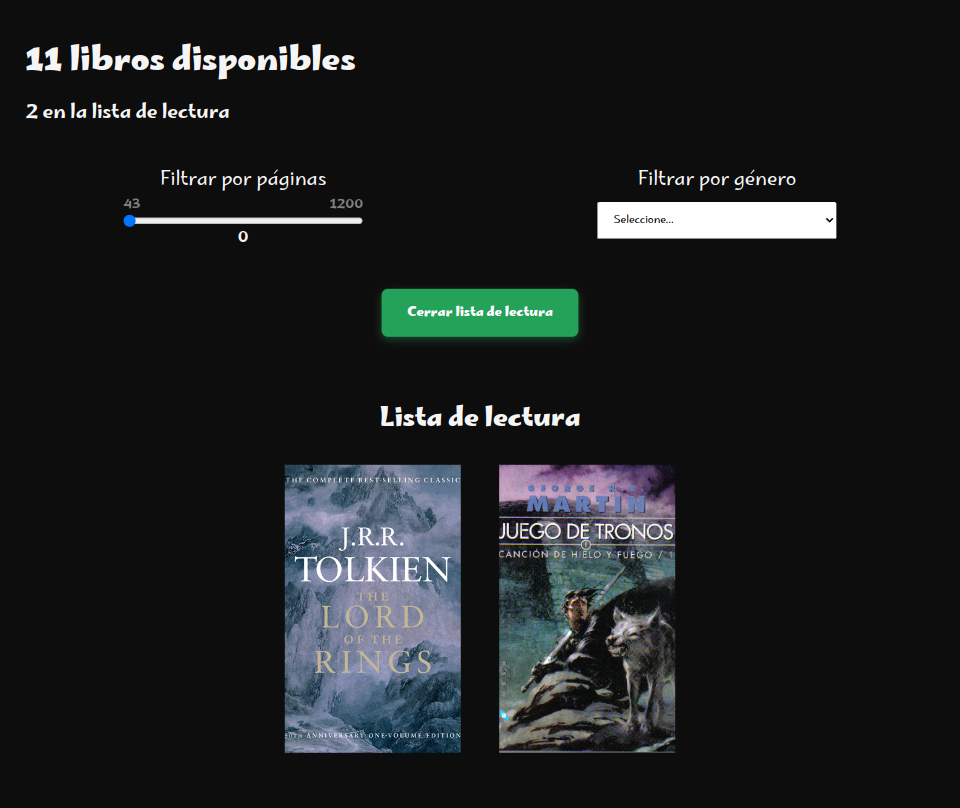 11 libros disponibles
2 en la lista de lectura
Filtrar por páginas
43 1200
0
Filtrar por género
Seleccione...
Cerrar lista de lectura
Lista de lectura
THE COMPLETE BEST-SELLING CLASSIC
J.R.R.
TOLKIEN
THE
LORD
OF THE
RINGS
50TH ANNIVERSARY ONE-VOLUME EDITION
GEORGE R.R.
MARTIN
JUEGO DE TRONOS
CANCIÓN DE HIELO Y FUEGO / 1